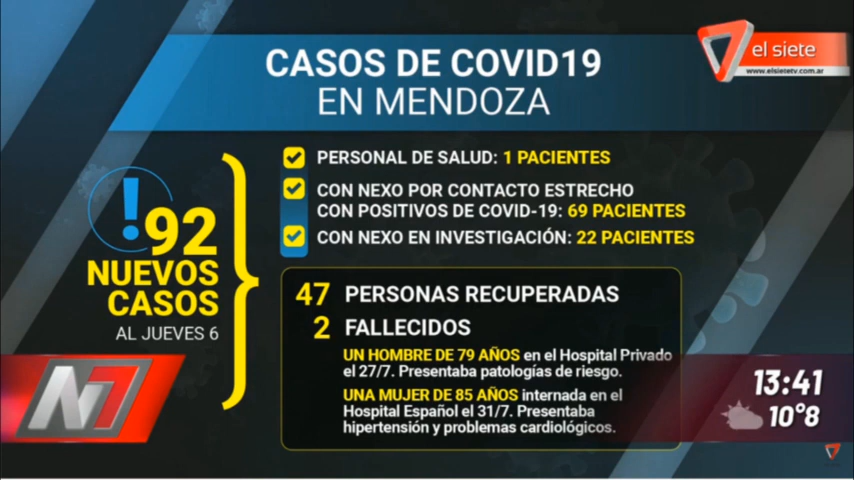 CASOS DE COVID19
EN MENDOZA
7 el siete
www.elsietetv.com.ar
!92
NUEVOS
CASOS
AL JUEVES 6
PERSONAL DE SALUD: 1 PACIENTES
CON NEXO POR CONTACTO ESTRECHO
CON POSITIVOS DE COVID-19: 69 PACIENTES
CON NEXO EN INVESTIGACIÓN: 22 PACIENTES
47 PERSONAS RECUPERADAS
2 FALLECIDOS
UN HOMBRE DE 79 AÑOS en el Hospital Privado
el 27/7. Presentaba patologías de riesgo.
UNA MUJER DE 85 AÑOS internada en el
Hospital Español el 31/7. Presentaba
hipertensión y problemas cardiológicos.
N7
13:41
10°8